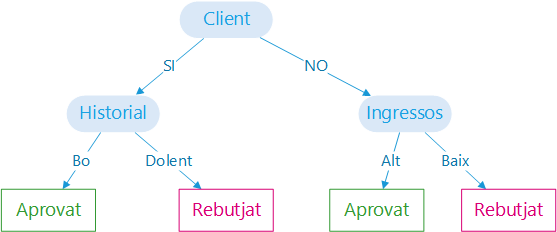 Client
SI
NO
Historial
Ingressos
Bo
Dolent
Alt
Baix
Aprovat
Rebutjat
Aprovat
Rebutjat